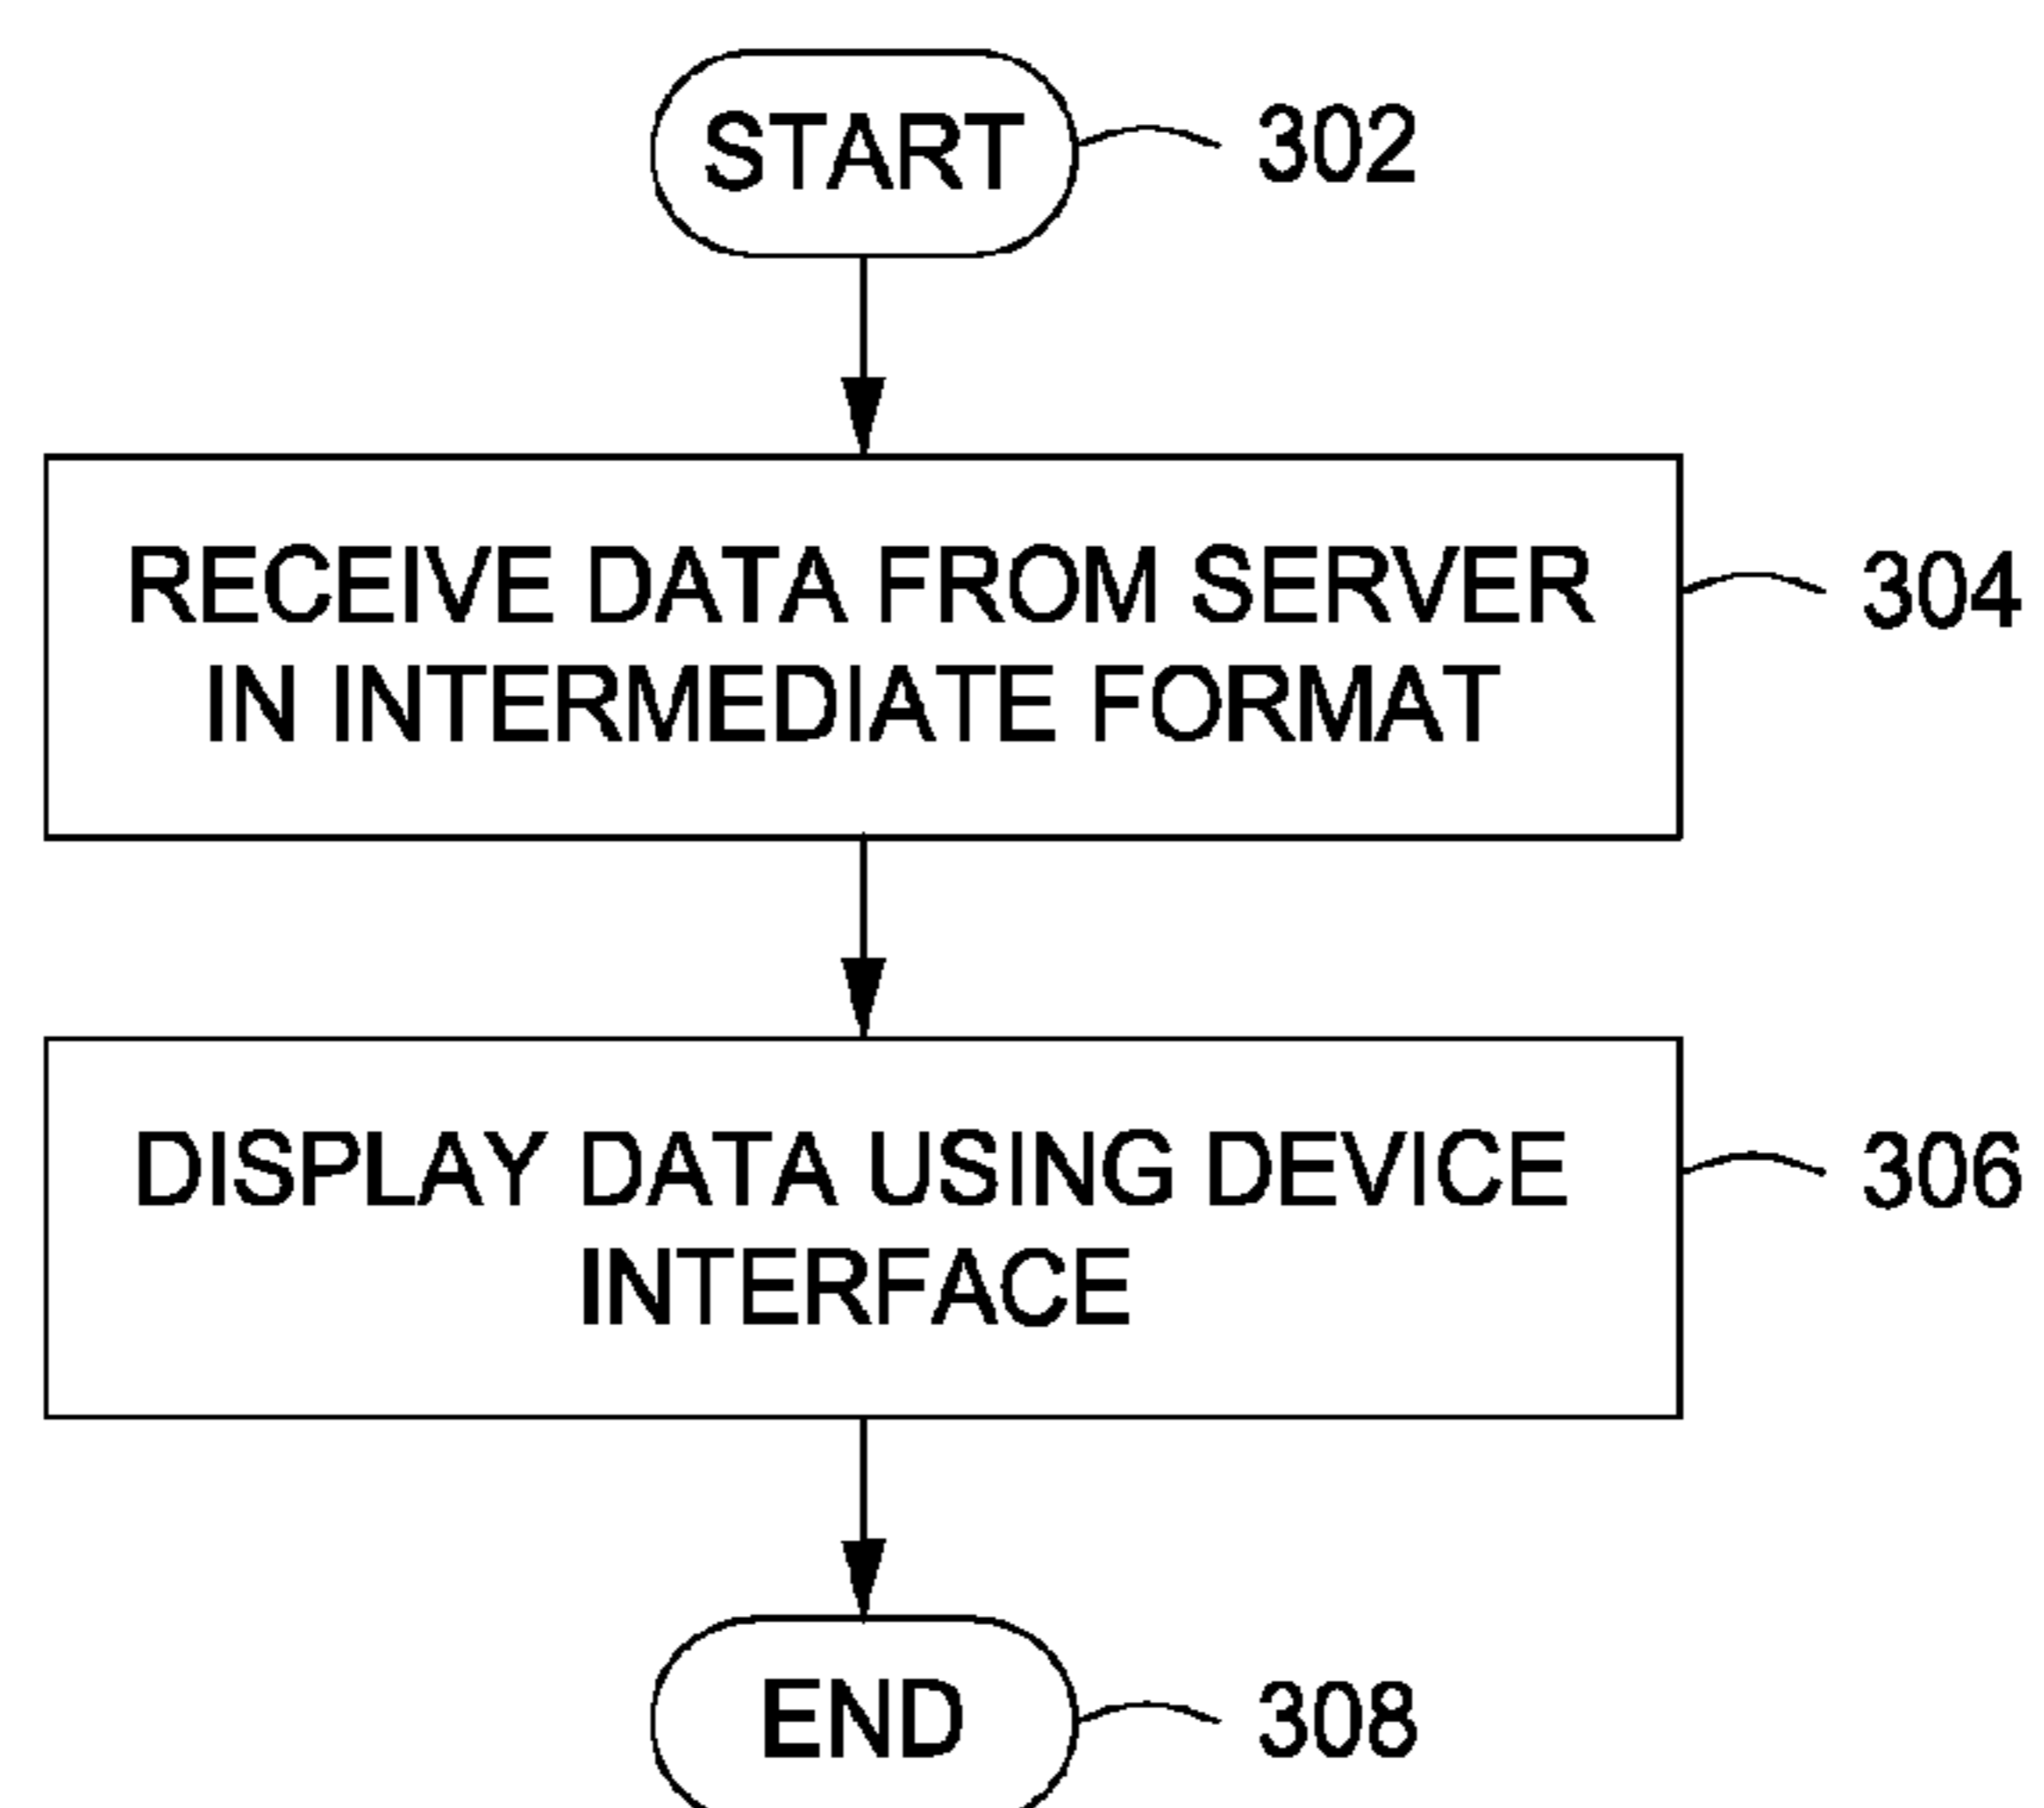 START 302
RECEIVE DATA FROM SERVER
IN INTERMEDIATE FORMAT
304
DISPLAY DATA USING DEVICE
INTERFACE
306
END 308